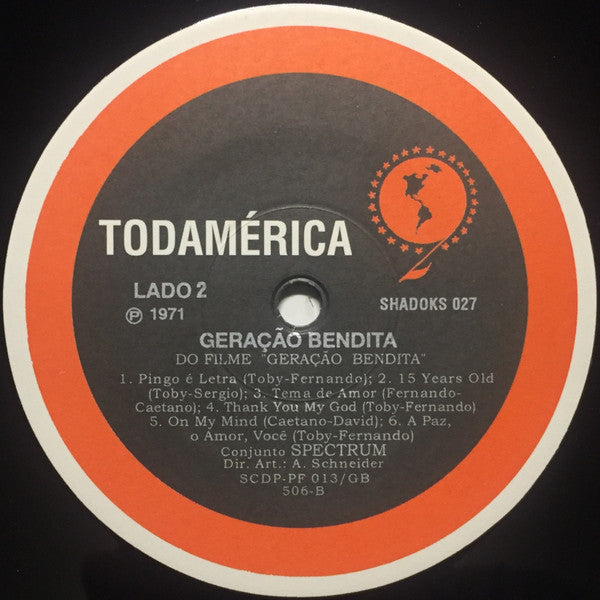 TODAMÉRICA
LADO 2
℗ 1971
SHADOKS 027
GERAÇÃO BENDITA
DO FILME "GERAÇÃO BENDITA"
1. Pingo é Letra (Toby-Fernando); 2. 15 Years Old
(Toby-Sergio); 3. Tema de Amor (Fernando-
Caetano); 4. Thank You My God (Toby-Fernando)
5. On My Mind (Caetano-David); 6. A Paz,
o Amor, Você (Toby-Fernando)
Conjunto SPECTRUM
Dir. Art.: A. Schneider
SCDP-PF 013/GB
506-B